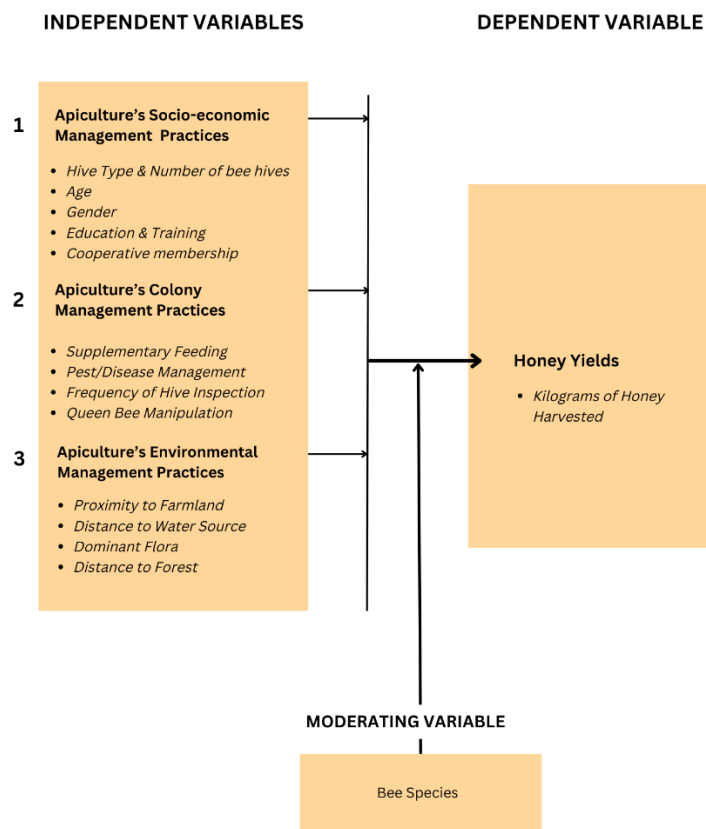 INDEPENDENT VARIABLES
DEPENDENT VARIABLE
1
Apiculture's Socio-economic
Management Practices
• Hive Type & Number of bee hives
• Age
• Gender
• Education & Training
• Cooperative membership
2
Apiculture's Colony
Management Practices
• Supplementary Feeding
• Pest/Disease Management
• Frequency of Hive Inspection
• Queen Bee Manipulation
3
Apiculture's Environmental
Management Practices
• Proximity to Farmland
• Distance to Water Source
• Dominant Flora
• Distance to Forest
Honey Yields
• Kilograms of Honey
Harvested
MODERATING VARIABLE
Bee Species